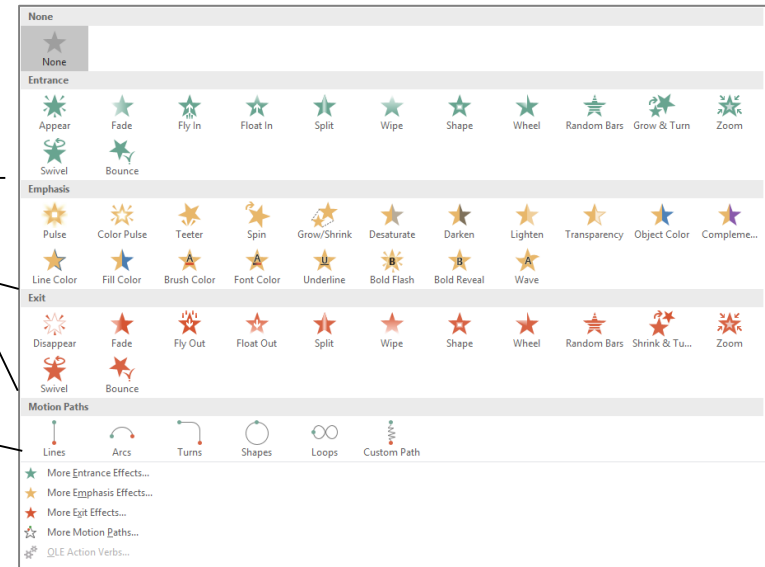 None
None
Entrance
Appear Fade Fly In Float In Split Wipe Shape Wheel Random Bars Grow & Turn Zoom
Swivel Bounce
Emphasis
Pulse Color Pulse Teeter Spin Grow/Shrink Desaturate Darken Lighten Transparency Object Color Compleme...
Line Color Fill Color Brush Color Font Color Underline Bold Flash Bold Reveal Wave
Exit
Disappear Fade Fly Out Float Out Split Wipe Shape Wheel Random Bars Shrink & Tu... Zoom
Swivel Bounce
Motion Paths
Lines Arcs Turns Shapes Loops Custom Path
More Entrance Effects...
More Emphasis Effects...
More Exit Effects...
More Motion Paths...
OLE Action Verbs...